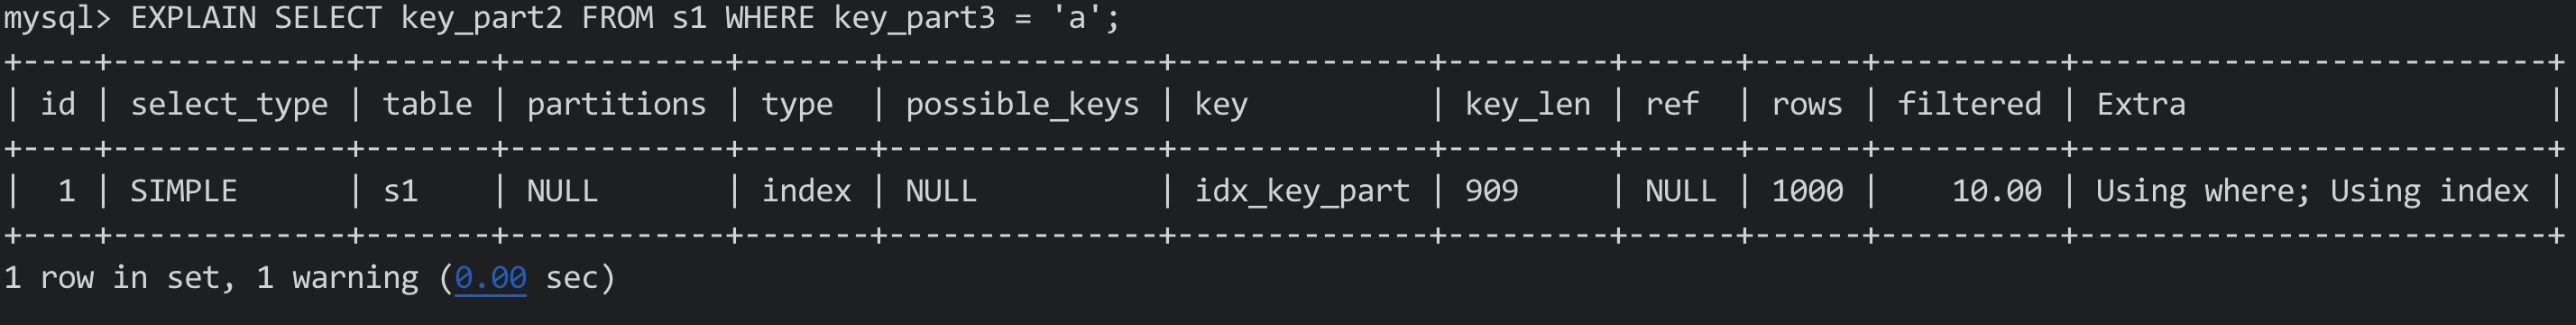 mysql> EXPLAIN SELECT key_part2 FROM s1 WHERE key_part3 = 'a';
+----+-------------+-------+------------+-------+---------------+--------------+---------+------+------+----------+--------------------------+
| id | select_type | table | partitions | type  | possible_keys | key          | key_len | ref  | rows | filtered | Extra                    |
+----+-------------+-------+------------+-------+---------------+--------------+---------+------+------+----------+--------------------------+
|  1 | SIMPLE      | s1    | NULL       | index | NULL          | idx_key_part | 909     | NULL | 1000 |    10.00 | Using where; Using index |
+----+-------------+-------+------------+-------+---------------+--------------+---------+------+------+----------+--------------------------+
1 row in set, 1 warning (0.00 sec)